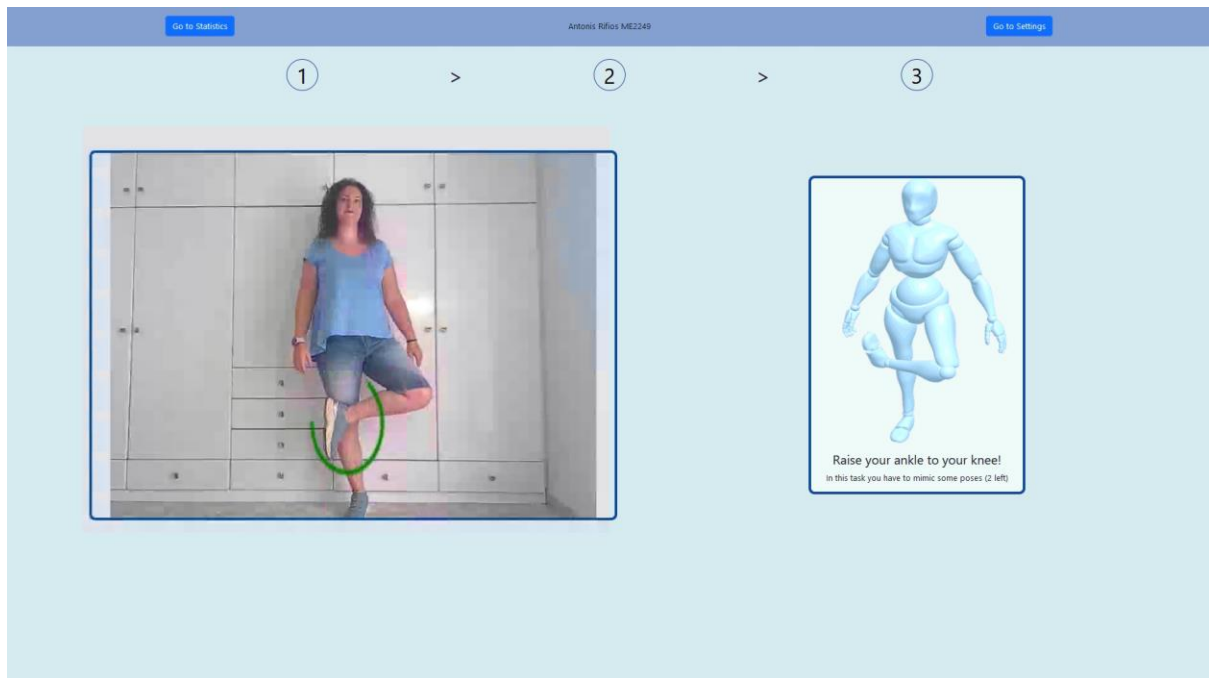 Go to Statistics
Antonis Rifios ME2249
Go to Settings
1 > 2 > 3
Raise your ankle to your knee!
In this task you have to mimic some poses (2 left)